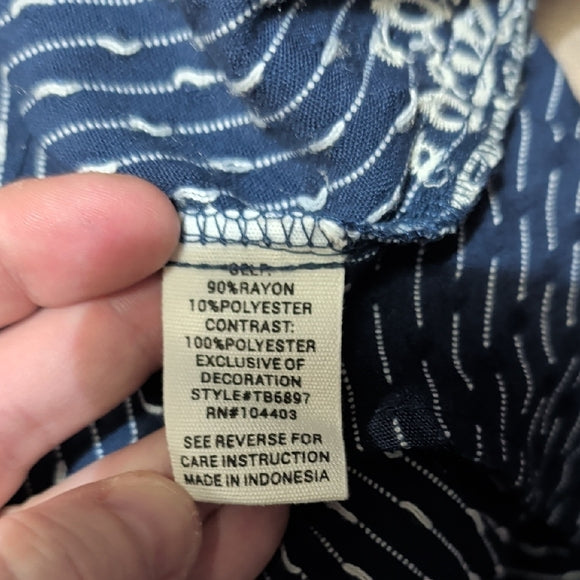 SELF:
90%RAYON
10%POLYESTER
CONTRAST:
100%POLYESTER
EXCLUSIVE OF
DECORATION
STYLE#TB6897
RN#104403
SEE REVERSE FOR
CARE INSTRUCTION
MADE IN INDONESIA